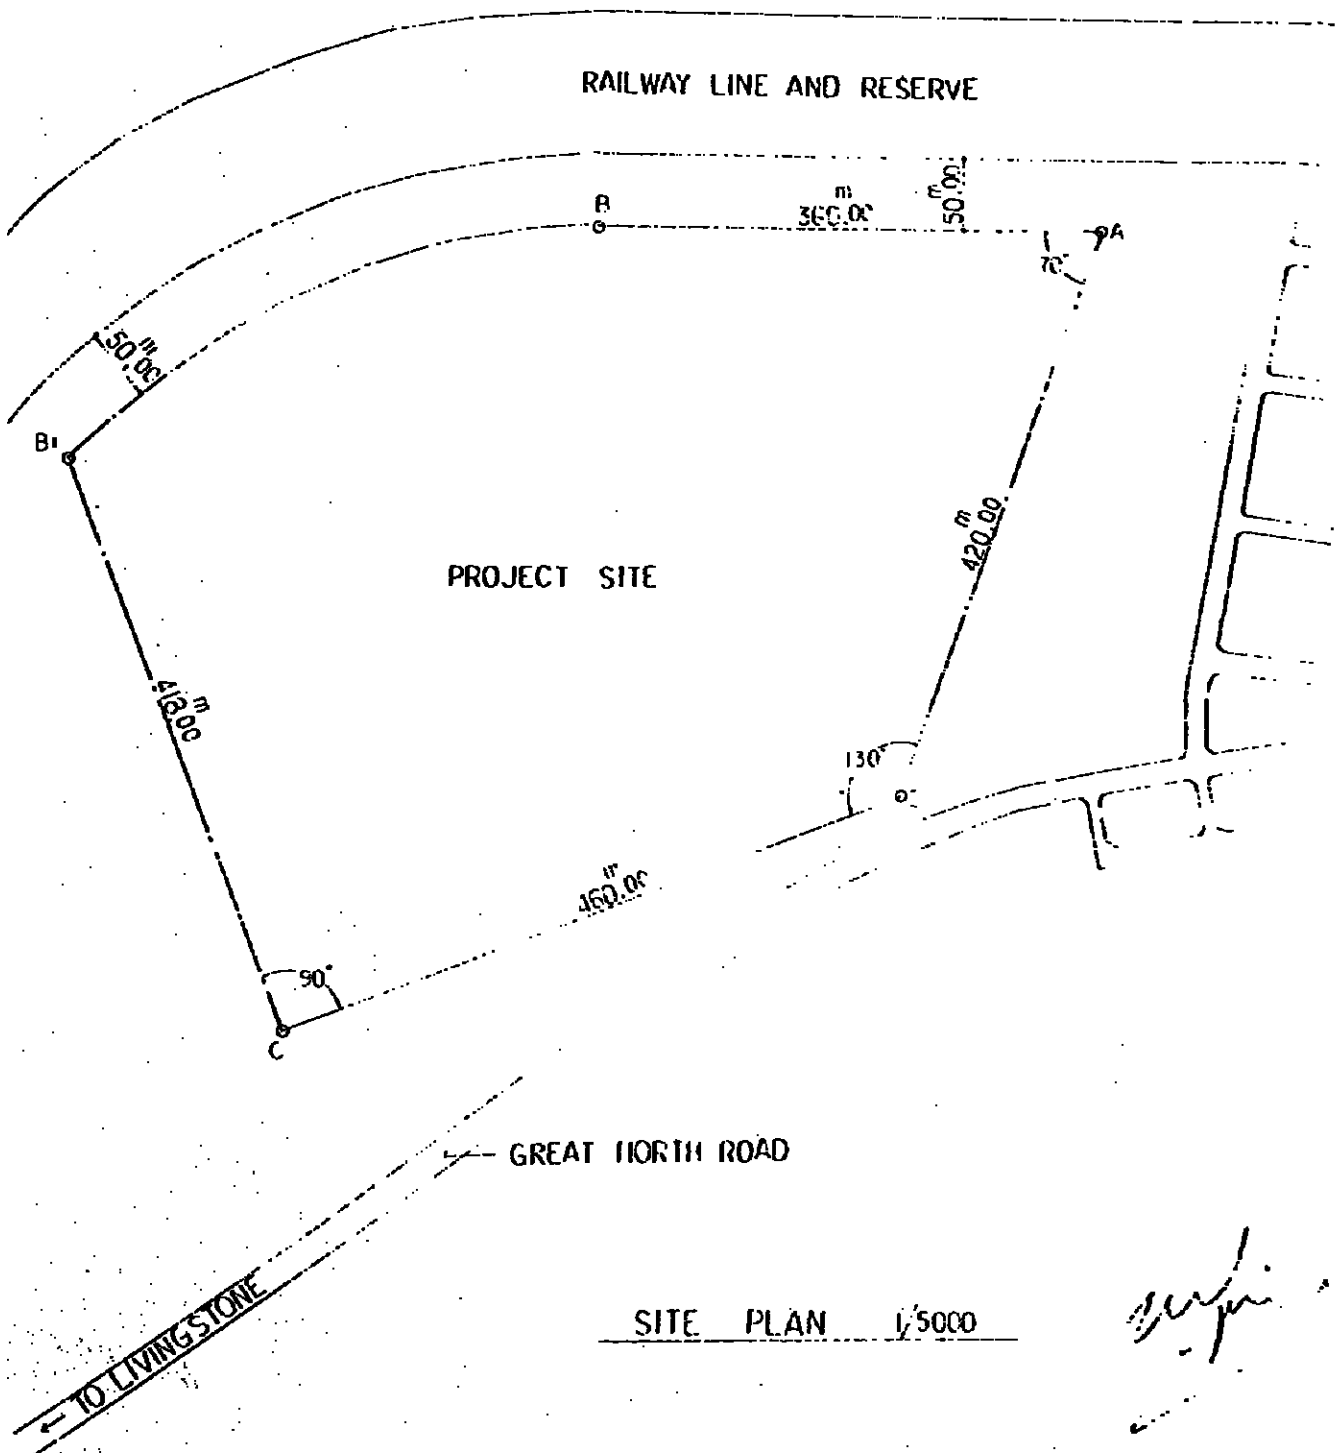 RAILWAY LINE AND RESERVE
B
360.00 m
50.00 m
A
70°
50.00 m
B1
PROJECT SITE
420.00 m
418.00 m
130°
460.00 m
90°
C
GREAT NORTH ROAD
← TO LIVINGSTONE
SITE PLAN 1/5000